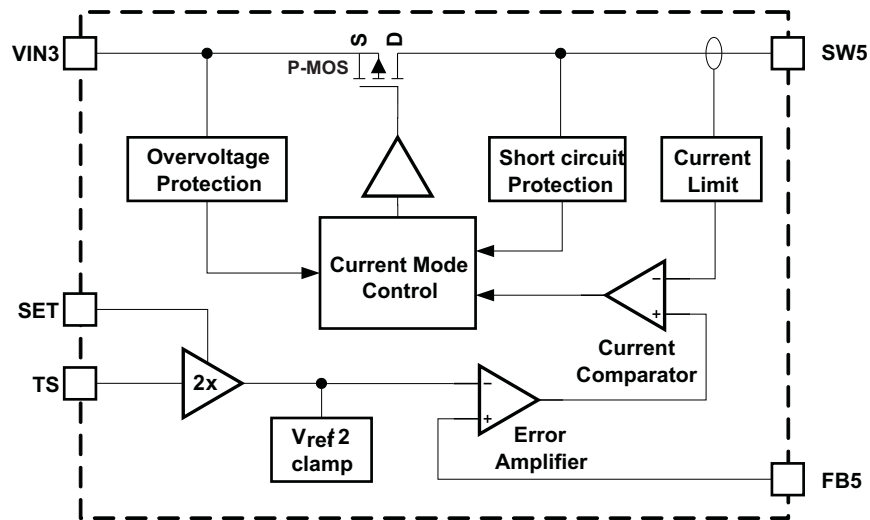 VIN3
S
D
SW5
P-MOS
Overvoltage
Protection
Short circuit
Protection
Current
Limit
Current Mode
Control
−
+
Current
Comparator
SET
TS
2x
Vref 2
clamp
−
+
Error
Amplifier
FB5